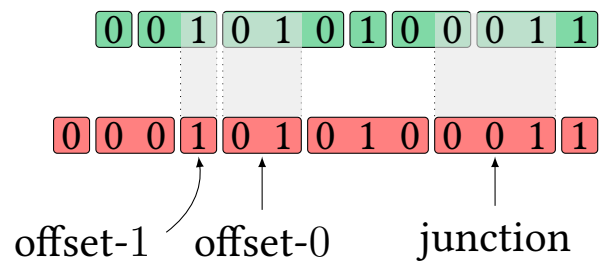 0 0 1 0 1 0 1 0 0 0 1 1
0 0 0 1 0 1 0 1 0 0 0 1 1
offset-1 offset-0 junction